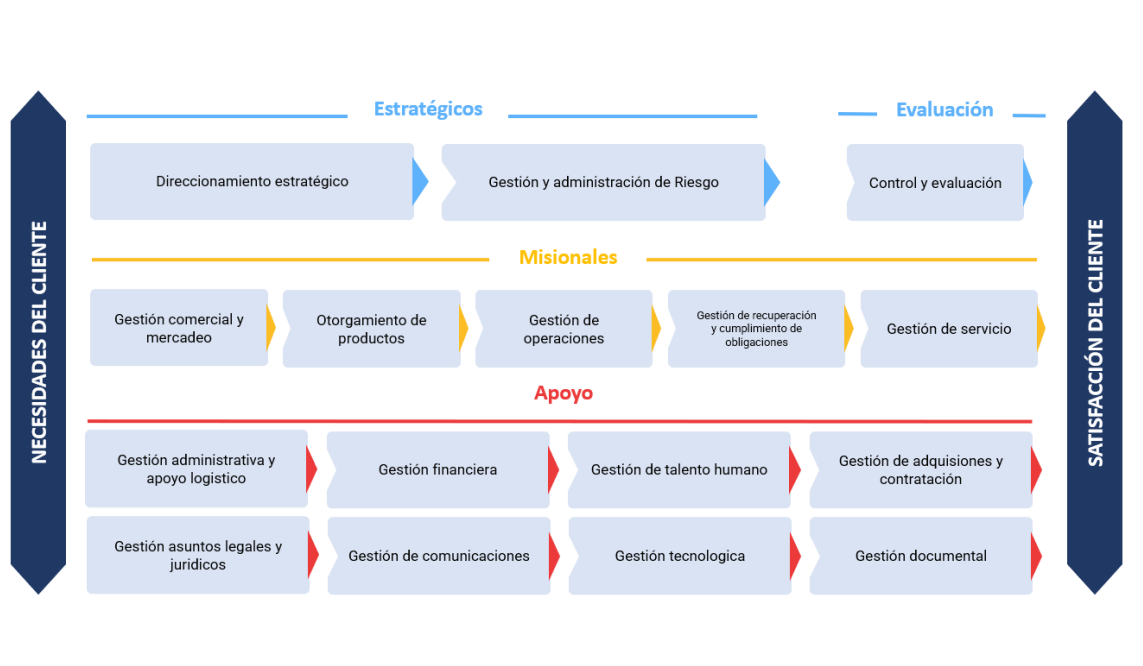 Estratégicos
Evaluación
Direccionamiento estratégico
Gestión y administración de Riesgo
Control y evaluación
NECESIDADES DEL CLIENTE
SATISFACCIÓN DEL CLIENTE
Misionales
Gestión comercial y
mercadeo
Otorgamiento de
productos
Gestión de
operaciones
Gestión de recuperación
y cumplimiento de
obligaciones
Gestión de servicio
Apoyo
Gestión administrativa y
apoyo logistico
Gestión financiera
Gestión de talento humano
Gestión de adquisiones y
contratación
Gestión asuntos legales y
juridicos
Gestión de comunicaciones
Gestión tecnologica
Gestión documental